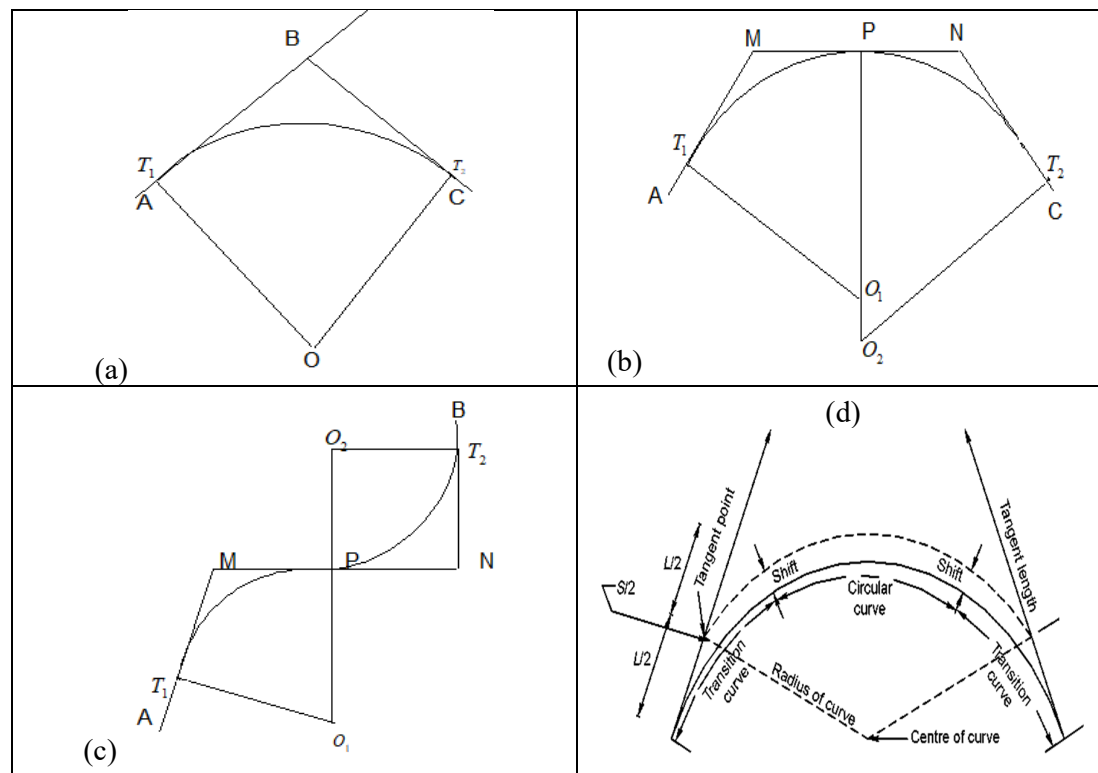 B
T₁
T₂
A
C
O
(a)
M
P
N
T₁
T₂
A
C
O₁
O₂
(b)
B
O₂
T₂
M
P
N
T₁
A
O₁
(c)
(d)
Tangent point
Tangent length
L/2
S/2
L/2
Shift
Shift
Circular
curve
Transition
curve
Transition
curve
Radius of curve
Centre of curve